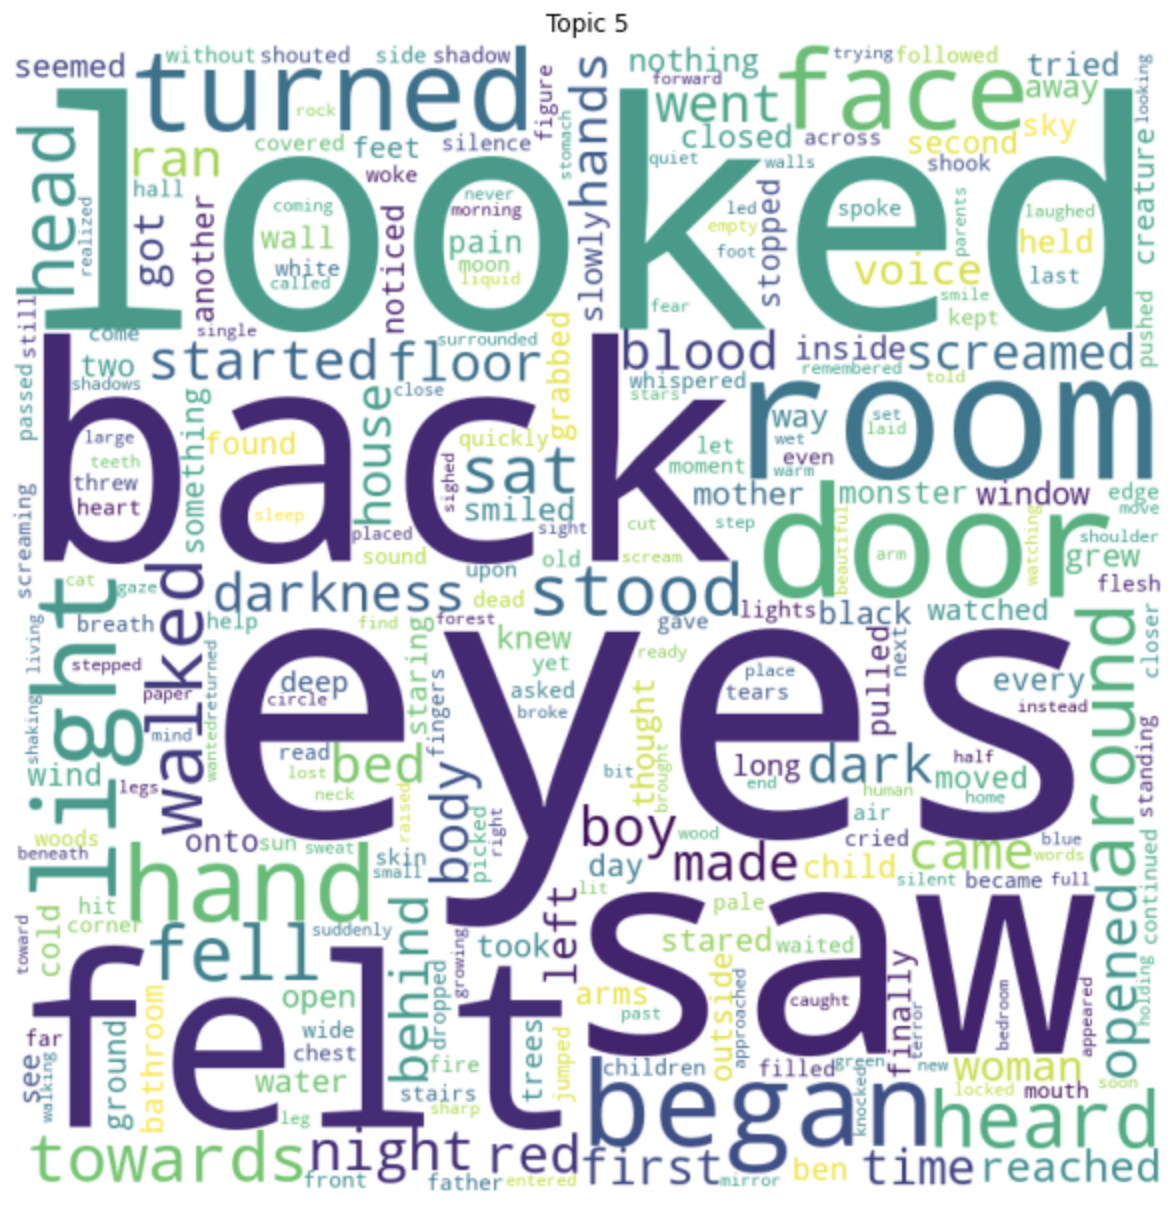 Topic 5
seemed
without
shouted
side
shadow
turned
rock
figure
hands
nothing
forward
went
face
trying
followed
tried
away
looking
looked
head
ran
covered
feet
silence
stomach
closed
across
second
sky
shook
quiet
walls
creature
hall
realized
got
another
woke
noticed
never
morning
coming
wall
white
called
pain
moon
liquid
slowly
led
empty
foot
stopped
spoke
parents
laughed
held
last
voice
smile
kept
fear
pushed
still
passed
come
single
surrounded
two
shadows
started
floor
close
grabbed
blood
inside
screamed
remembered
told
whispered
stars
room
way
set
laid
wet
even
warm
back
large
teeth
threw
heart
something
found
sleep
house
placed
sighed
quickly
sat
smiled
sight
sound
old
cut
scream
let
moment
mother
step
monster
window
edge
move
door
beautiful
arm
watching
shoulder
grew
flesh
screaming
light
cat
gaze
breath
walked
darkness
help
upon
dead
find
forest
stood
lights
gave
black
watched
next
closer
living
stepped
paper
returned
mind
wanted
shaking
wind
legs
eyes
deep
circle
staring
fingers
knew
yet
asked
broke
ready
place
tears
pulled
every
instead
around
standing
read
lost
bed
neck
raised
body
bit
thought
brought
long
end
dark
half
moved
human
home
air
picked
right
boy
wood
cried
blue
words
woods
beneath
onto
sun
sweat
skin
small
day
made
child
came
silent
became
full
continued
hand
hit
corner
cold
toward
suddenly
behind
growing
left
lit
took
pale
stared
waited
saw
opened
holding
fell
felt
open
wide
chest
far
see
walking
ground
bathroom
water
leg
dropped
fire
stairs
sharp
trees
jumped
arms
past
outside
approached
caught
finally
terror
bedroom
appeared
children
filled
green
new
woman
locked
mouth
soon
began
knocked
heard
towards
night
front
red
father
entered
first
mirror
ben
time
reached